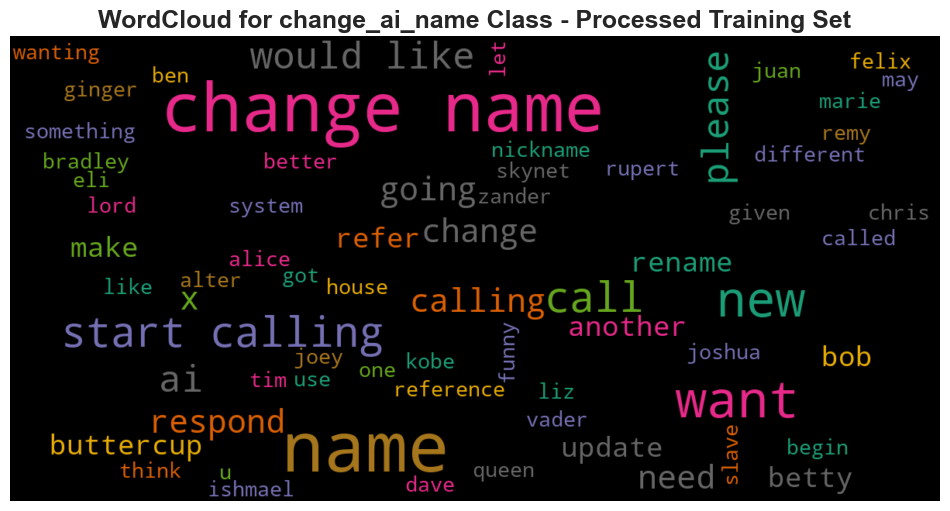 WordCloud for change_ai_name Class - Processed Training Set
wanting
would like
let
ben
ginger
change name
please
juan
felix
may
marie
something
remy
bradley
better
nickname
different
eli
skynet
rupert
going
zander
lord
system
given
chris
refer
change
called
make
alice
rename
like
alter
got
house
x
calling
call
new
start calling
another
funny
joshua
bob
joey
kobe
ai
tim
use
one
reference
liz
want
respond
vader
buttercup
name
update
slave
begin
think
u
queen
need
betty
ishmael
dave